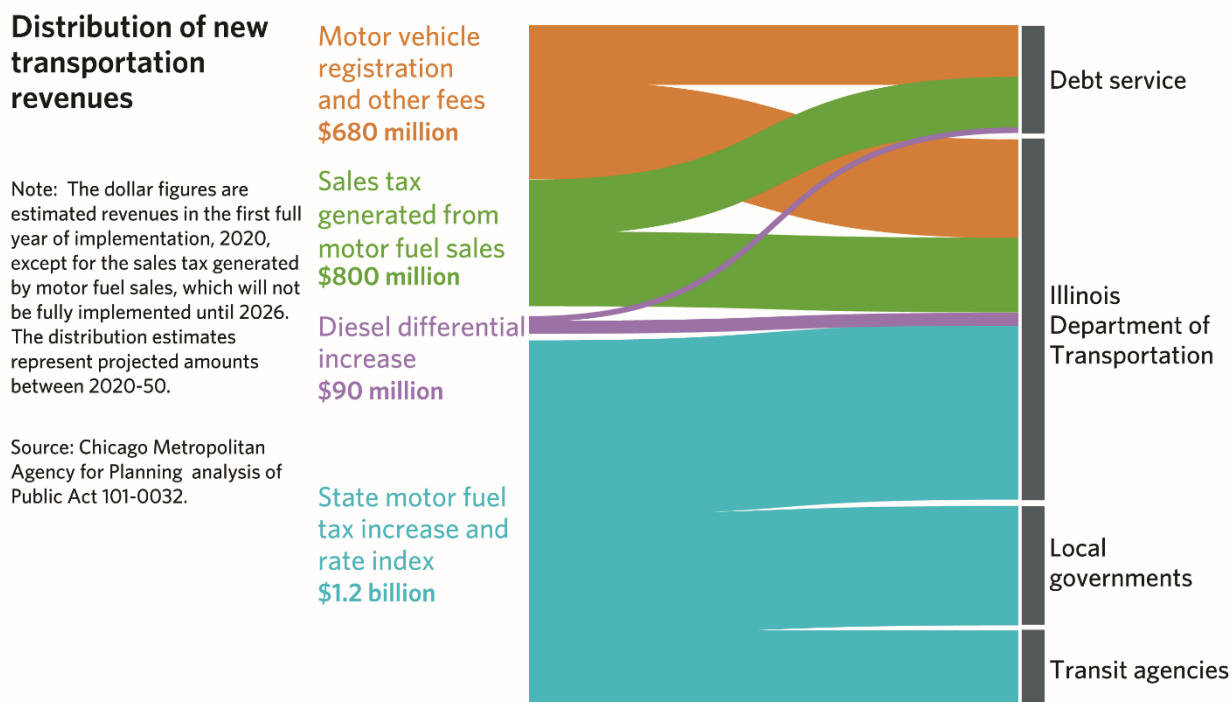 Distribution of new
transportation
revenues
Note:  The dollar figures are
estimated revenues in the first full
year of implementation, 2020,
except for the sales tax generated
by motor fuel sales, which will not
be fully implemented until 2026.
The distribution estimates
represent projected amounts
between 2020-50.
Source: Chicago Metropolitan
Agency for Planning  analysis of
Public Act 101-0032.
Motor vehicle
registration
and other fees
$680 million
Sales tax
generated from
motor fuel sales
$800 million
Diesel differential
increase
$90 million
State motor fuel
tax increase and
rate index
$1.2 billion
Debt service
Illinois
Department of
Transportation
Local
governments
Transit agencies